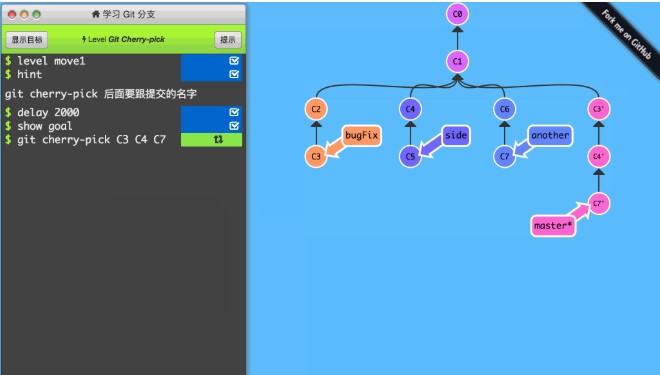 学习 Git 分支
显示目标
Level Git Cherry-pick
提示
$ level move1
$ hint
git cherry-pick 后面要跟提交的名字
$ delay 2000
$ show goal
$ git cherry-pick C3 C4 C7
Fork me on GitHub
C0
C1
C2
C4
C6
C3'
bugFix
side
another
C3
C5
C7
C4'
C7'
master*